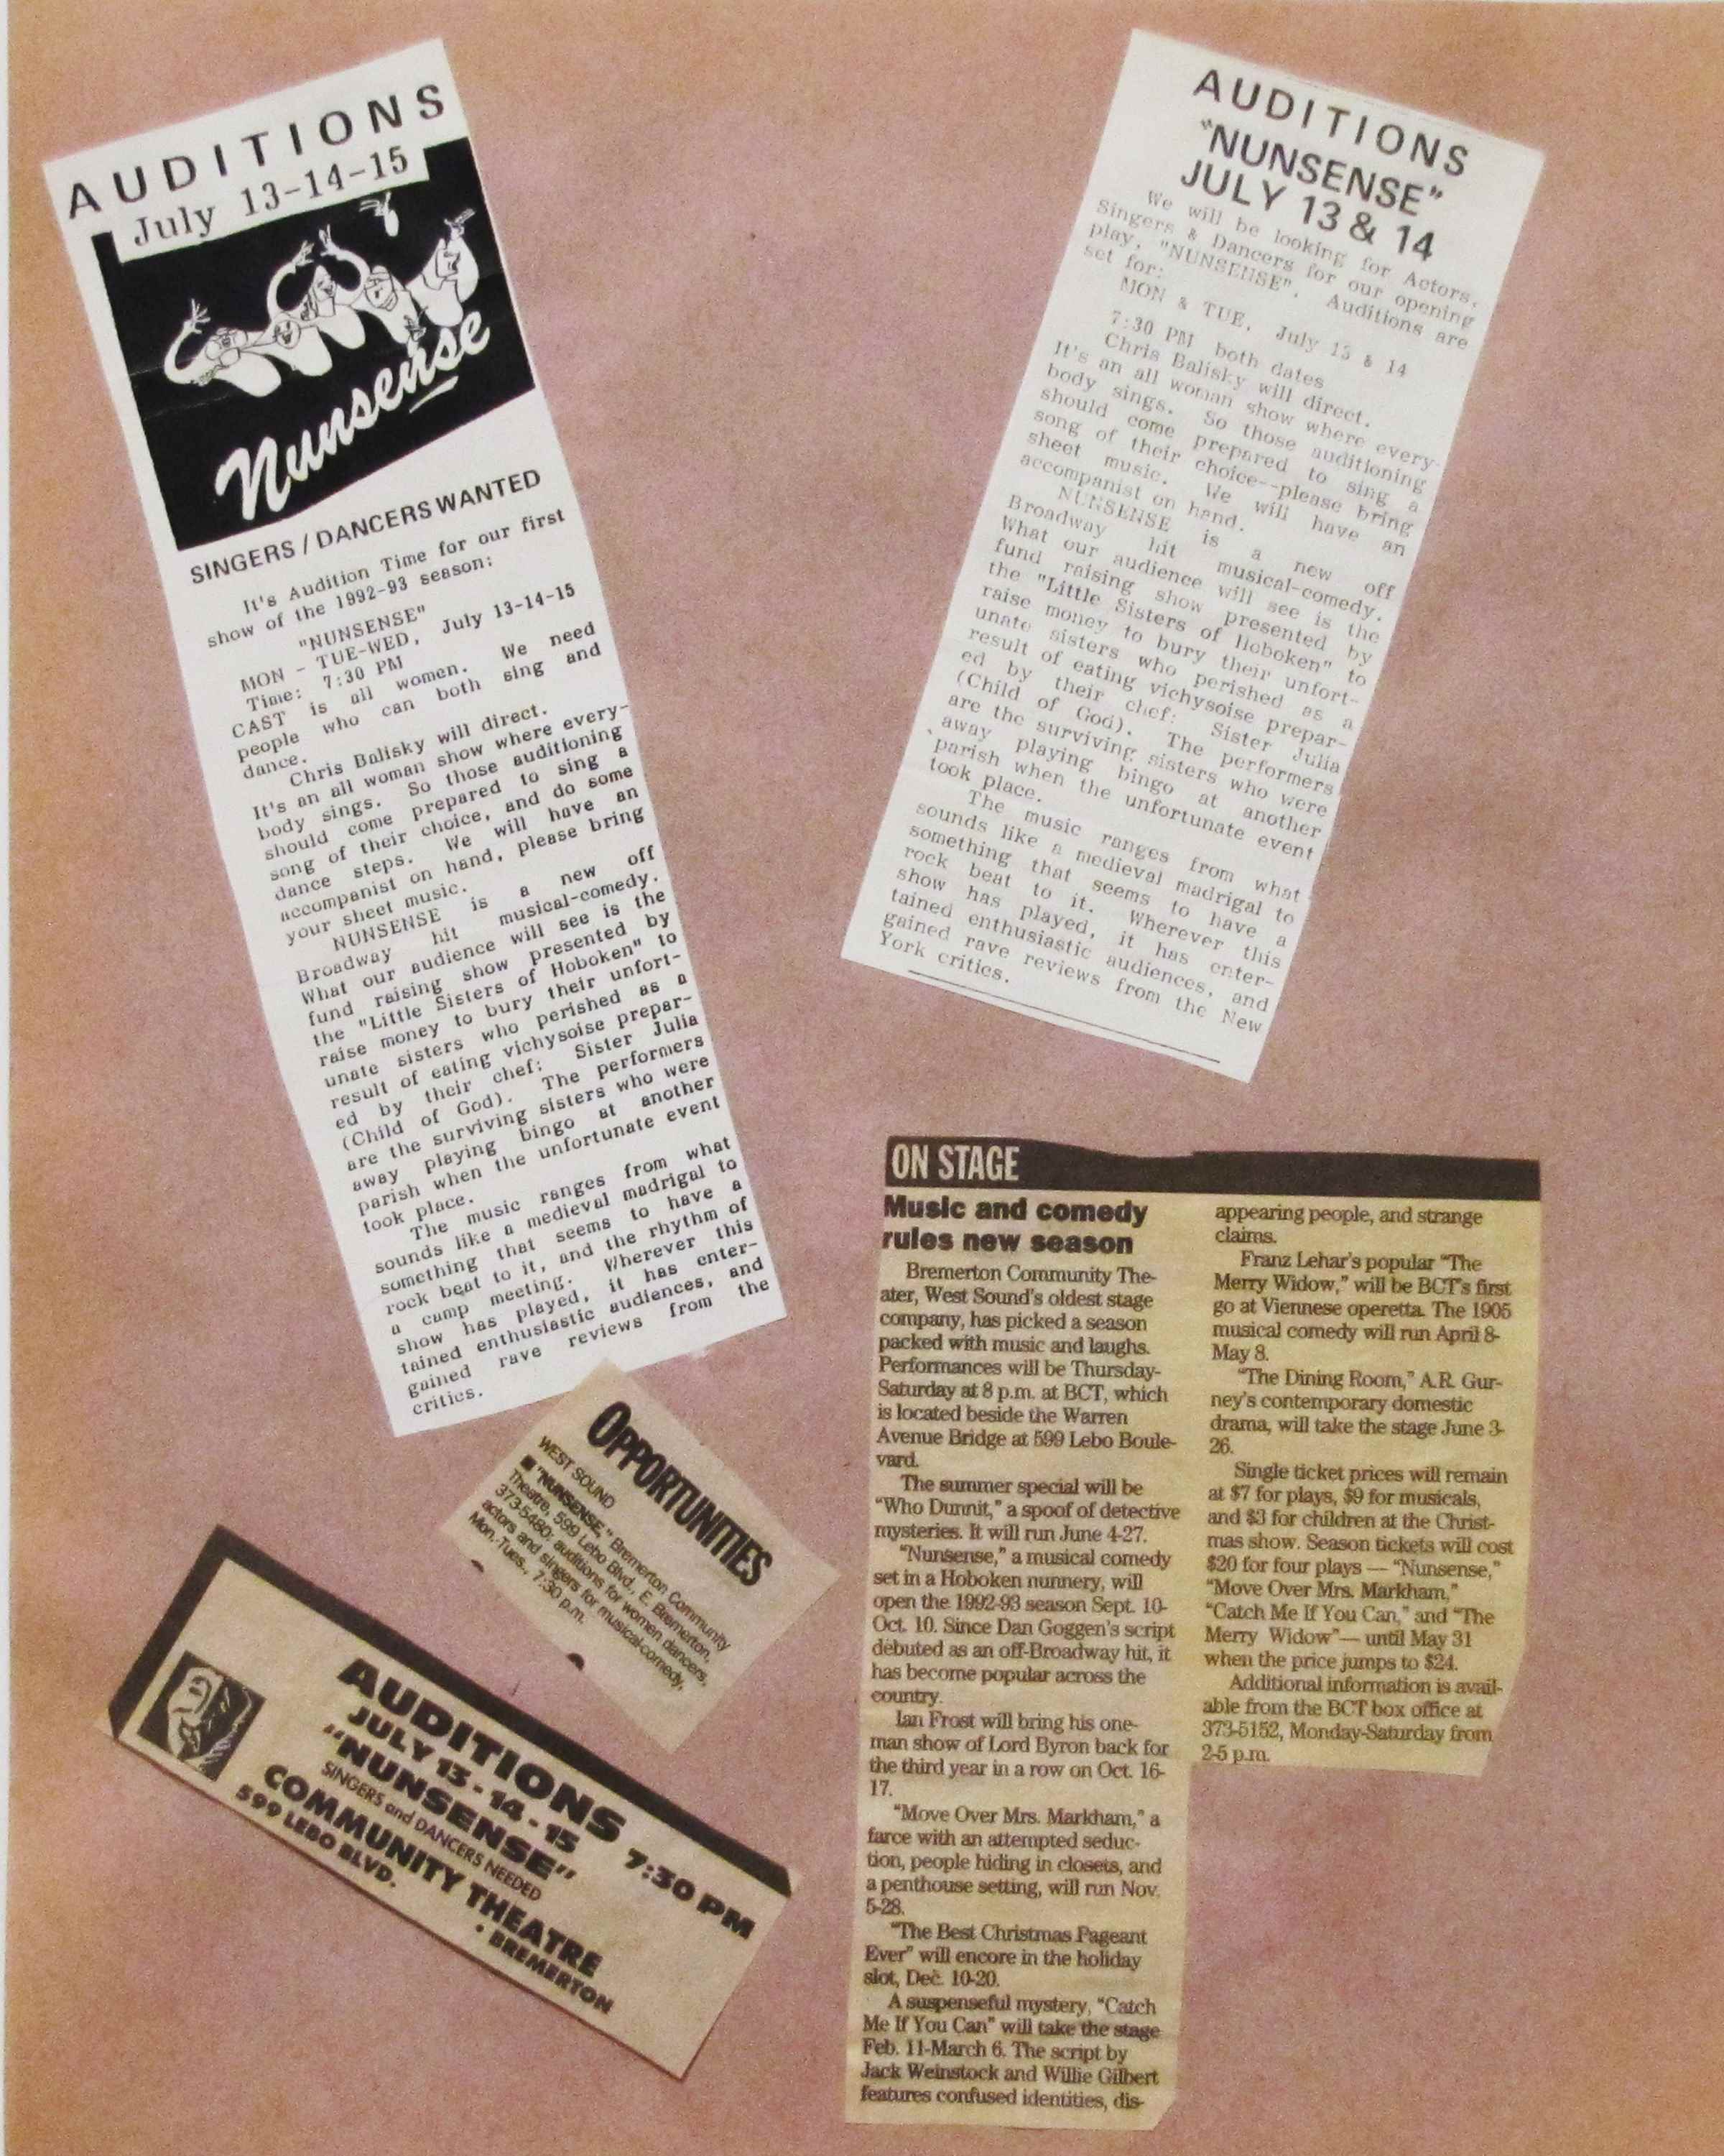 AUDITIONS
July 13-14-15
Nunsense
SINGERS / DANCERS WANTED
It's Audition Time for our first
show of the 1992-93 season:
"NUNSENSE"
MON - TUE-WED, July 13-14-15
Time: 7:30 PM
CAST is all women. We need
people who can both sing and
dance.
Chris Balisky will direct.
It's an all woman show where every-
body sings. So those auditioning
should come prepared to sing a
song of their choice, and do some
dance steps. We will have an
accompanist on hand, please bring
your sheet music.
NUNSENSE is a new off
Broadway hit musical-comedy.
What our audience will see is the
fund raising show presented by
the "Little Sisters of Hoboken" to
raise money to bury their unfort-
unate sisters who perished as a
result of eating vichysoise prepar-
ed by their chef: Sister Julia
(Child of God). The performers
are the surviving sisters who were
away playing bingo at another
parish when the unfortunate event
took place.
The music ranges from what
sounds like a medieval madrigal to
something that seems to have a
rock beat to it, and the rhythm of
a camp meeting. Wherever this
show has played, it has enter-
tained enthusiastic audiences, and
gained rave reviews from the
critics.
AUDITIONS
"NUNSENSE"
JULY 13 & 14
We will be looking for Actors,
Singers & Dancers for our opening
play, "NUNSENSE". Auditions are
set for:
MON & TUE, July 13 & 14
7:30 PM both dates
Chris Balisky will direct.
It's an all woman show where every-
body sings. So those auditioning
should come prepared to sing a
song of their choice--please bring
sheet music. We will have an
accompanist on hand.
NUNSENSE is a new off
Broadway hit musical-comedy.
What our audience will see is the
fund raising show presented by
the "Little Sisters of Hoboken" to
raise money to bury their unfort-
unate sisters who perished as a
result of eating vichysoise prepar-
ed by their chef: Sister Julia
(Child of God). The performers
are the surviving sisters who were
away playing bingo at another
parish when the unfortunate event
took place.
The music ranges from what
sounds like a medieval madrigal to
something that seems to have a
rock beat to it. Wherever this
show has played, it has enter-
tained enthusiastic audiences, and
gained rave reviews from the New
York critics.
OPPORTUNITIES
WEST SOUND
■ "NUNSENSE," Bremerton Community
Theatre, 599 Lebo Blvd., E. Bremerton,
373-5480; auditions for women dancers,
actors and singers for musical-comedy,
Mon.-Tues., 7:30 p.m.
AUDITIONS
JULY 13 - 14 - 15 7:30 PM
"NUNSENSE"
SINGERS and DANCERS NEEDED
COMMUNITY THEATRE
599 LEBO BLVD. • BREMERTON
ON STAGE
Music and comedy
rules new season
Bremerton Community The-
ater, West Sound's oldest stage
company, has picked a season
packed with music and laughs.
Performances will be Thursday-
Saturday at 8 p.m. at BCT, which
is located beside the Warren
Avenue Bridge at 599 Lebo Boule-
vard.
The summer special will be
"Who Dunnit," a spoof of detective
mysteries. It will run June 4-27.
"Nunsense," a musical comedy
set in a Hoboken nunnery, will
open the 1992-93 season Sept. 10-
Oct. 10. Since Dan Goggen's script
debuted as an off-Broadway hit, it
has become popular across the
country.
Ian Frost will bring his one-
man show of Lord Byron back for
the third year in a row on Oct. 16-
17.
"Move Over Mrs. Markham," a
farce with an attempted seduc-
tion, people hiding in closets, and
a penthouse setting, will run Nov.
5-28.
"The Best Christmas Pageant
Ever" will encore in the holiday
slot, Dec. 10-20.
A suspenseful mystery, "Catch
Me If You Can" will take the stage
Feb. 11-March 6. The script by
Jack Weinstock and Willie Gilbert
features confused identities, dis-
appearing people, and strange
claims.
Franz Lehar's popular "The
Merry Widow," will be BCT's first
go at Viennese operetta. The 1905
musical comedy will run April 8-
May 8.
"The Dining Room," A.R. Gur-
ney's contemporary domestic
drama, will take the stage June 3-
26.
Single ticket prices will remain
at $7 for plays, $9 for musicals,
and $3 for children at the Christ-
mas show. Season tickets will cost
$20 for four plays — "Nunsense,"
"Move Over Mrs. Markham,"
"Catch Me If You Can," and "The
Merry Widow"— until May 31
when the price jumps to $24.
Additional information is avail-
able from the BCT box office at
373-5152, Monday-Saturday from
2-5 p.m.